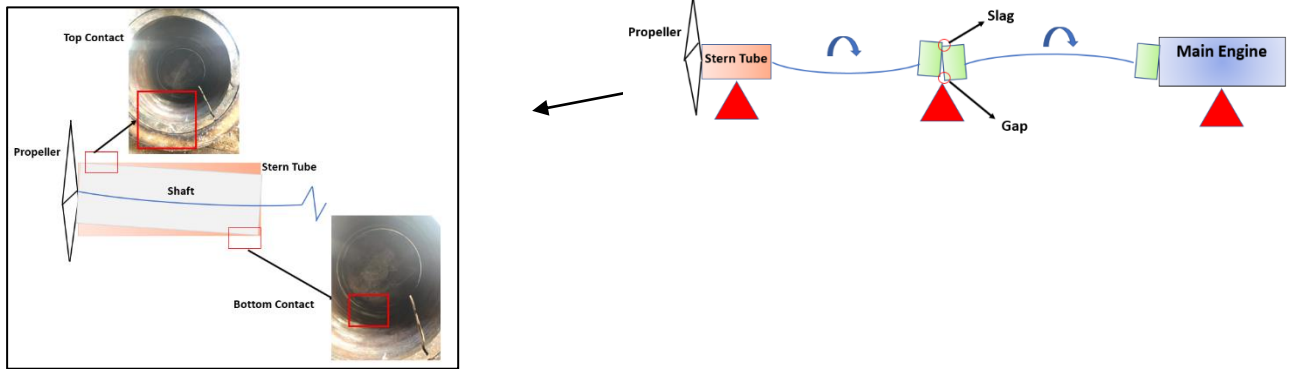 Top Contact
Propeller
Stern Tube
Shaft
Bottom Contact
Propeller
Stern Tube
Slag
Gap
Main Engine